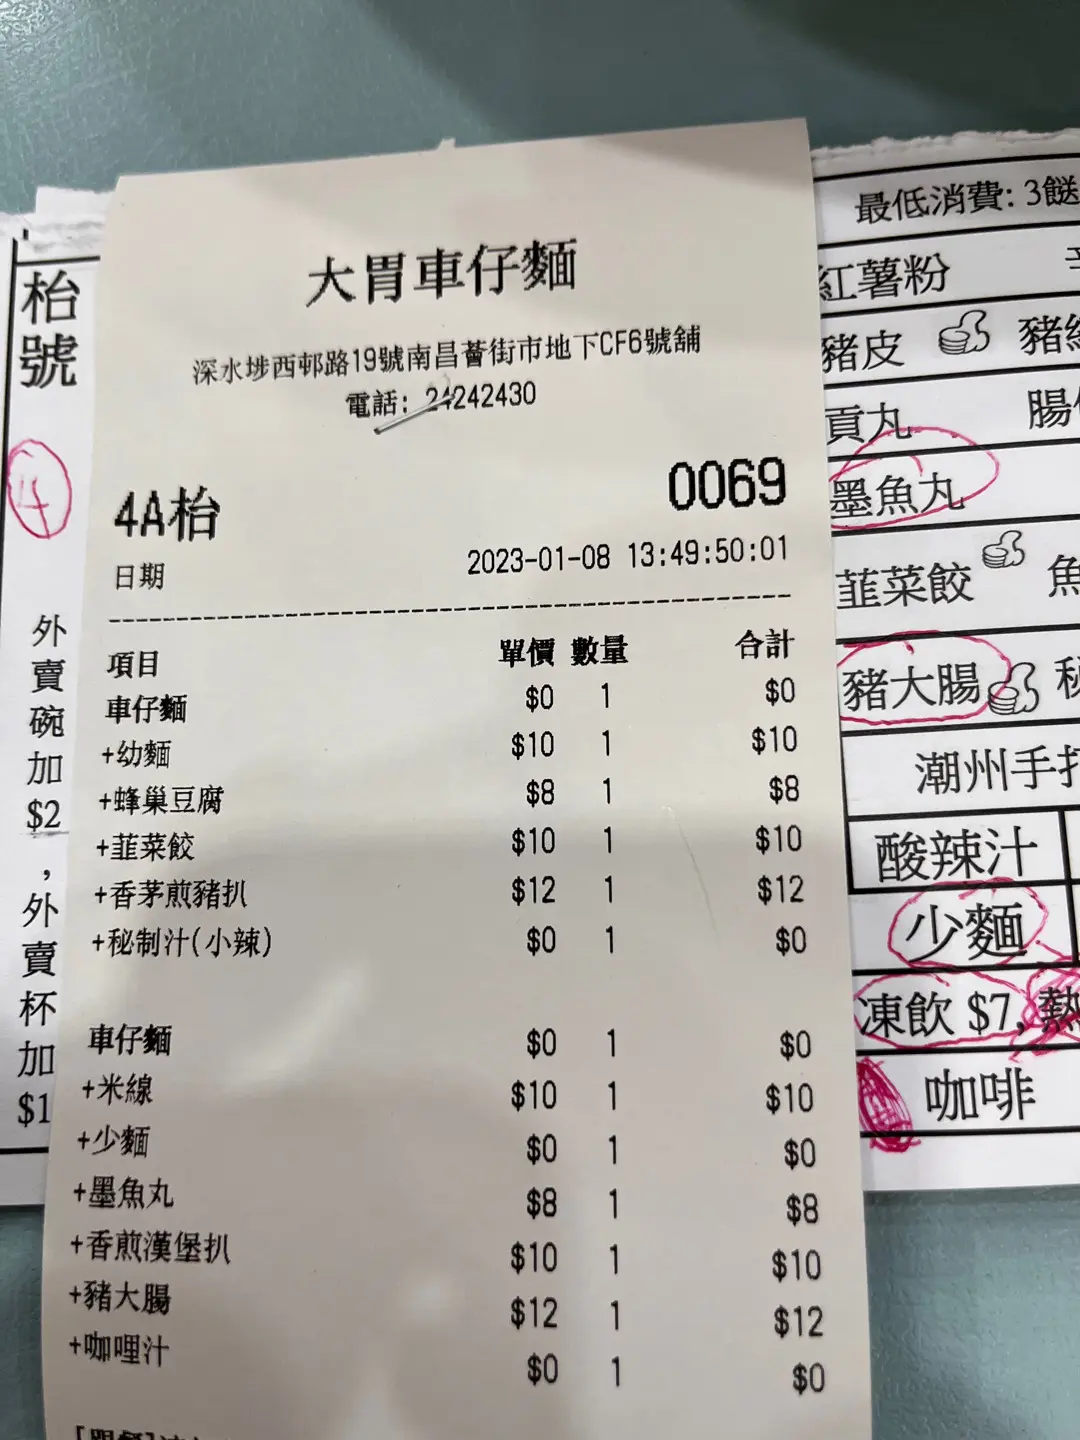 大胃車仔麵
深水埗西邨路19號南昌薈街市地下CF6號舖
電話: 24242430
4A枱 0069
日期 2023-01-08 13:49:50:01
項目 單價 數量 合計
車仔麵 $0 1 $0
+幼麵 $10 1 $10
+蜂巢豆腐 $8 1 $8
+韮菜餃 $10 1 $10
+香茅煎豬扒 $12 1 $12
+秘制汁(小辣) $0 1 $0
車仔麵 $0 1 $0
+米線 $10 1 $10
+少麵 $0 1 $0
+墨魚丸 $8 1 $8
+香煎漢堡扒 $10 1 $10
+豬大腸 $12 1 $12
+咖哩汁 $0 1 $0
枱號
4
外賣碗加$2，外賣杯加$1
最低消費: 3餸
紅薯粉
豬皮 豬
貢丸 腸
墨魚丸
韮菜餃 魚
豬大腸
潮州手打
酸辣汁
少麵
凍飲 $7, 熱
咖啡